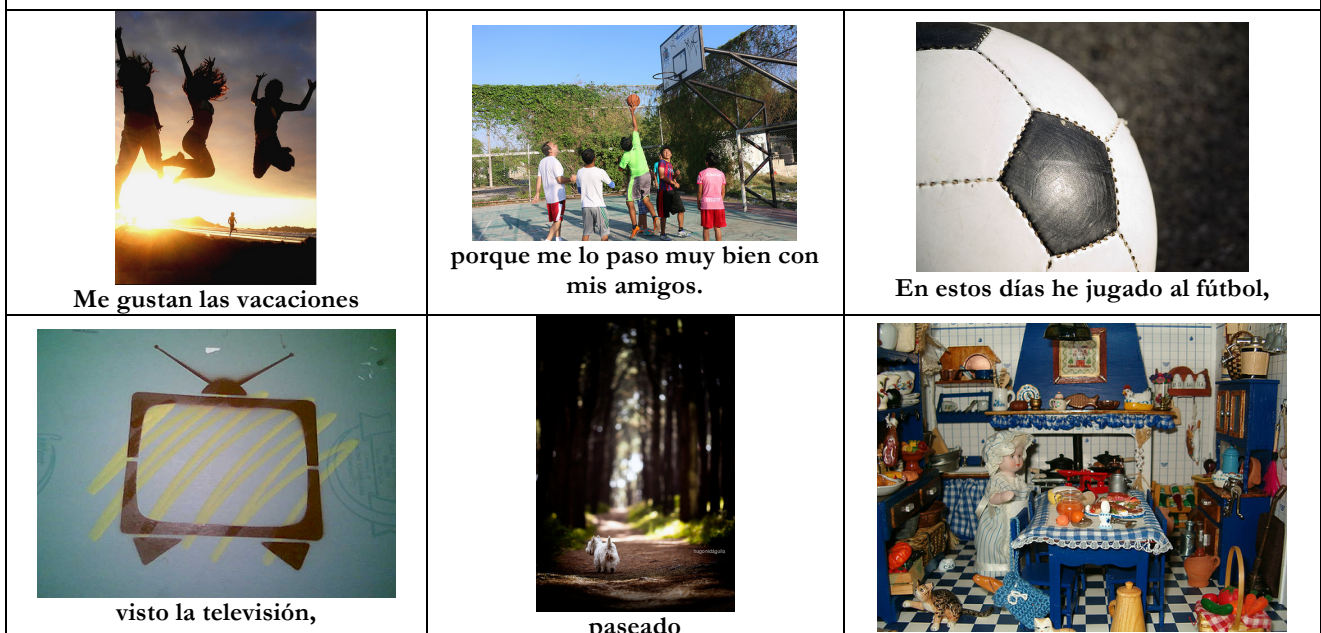 Me gustan las vacaciones
porque me lo paso muy bien con
mis amigos.
En estos días he jugado al fútbol,
visto la televisión,
paseado